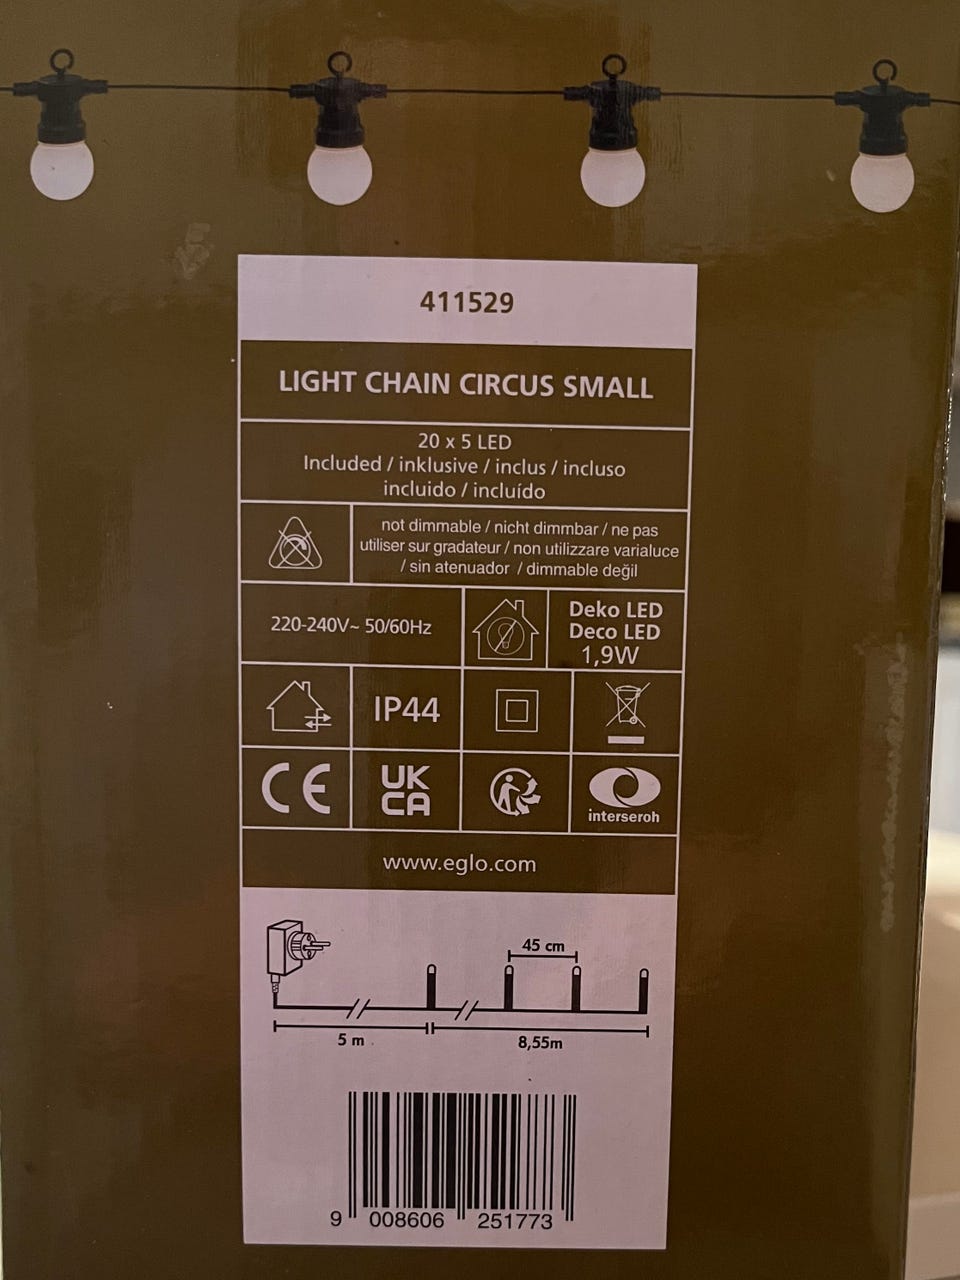 411529
LIGHT CHAIN CIRCUS SMALL
20 x 5 LED
Included / inklusive / inclus / incluso
incluido / incluído
not dimmable / nicht dimmbar / ne pas
utiliser sur gradateur / non utilizzare varialuce
/ sin atenuador / dimmable değil
220-240V~ 50/60Hz
Deko LED
Deco LED
1,9W
IP44
CE
UK
CA
interseroh
www.eglo.com
45 cm
5 m
8,55m
9 008606 251773